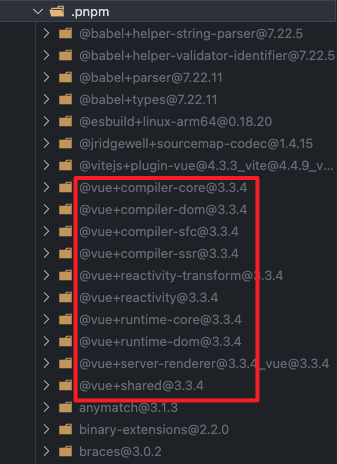 .pnpm
@babel+helper-string-parser@7.22.5
@babel+helper-validator-identifier@7.22.5
@babel+parser@7.22.11
@babel+types@7.22.11
@esbuild+linux-arm64@0.18.20
@jridgewell+sourcemap-codec@1.4.15
@vitejs+plugin-vue@4.3.3_vite@4.4.9_v...
@vue+compiler-core@3.3.4
@vue+compiler-dom@3.3.4
@vue+compiler-sfc@3.3.4
@vue+compiler-ssr@3.3.4
@vue+reactivity-transform@3.3.4
@vue+reactivity@3.3.4
@vue+runtime-core@3.3.4
@vue+runtime-dom@3.3.4
@vue+server-renderer@3.3.4_vue@3.3.4
@vue+shared@3.3.4
anymatch@3.1.3
binary-extensions@2.2.0
braces@3.0.2